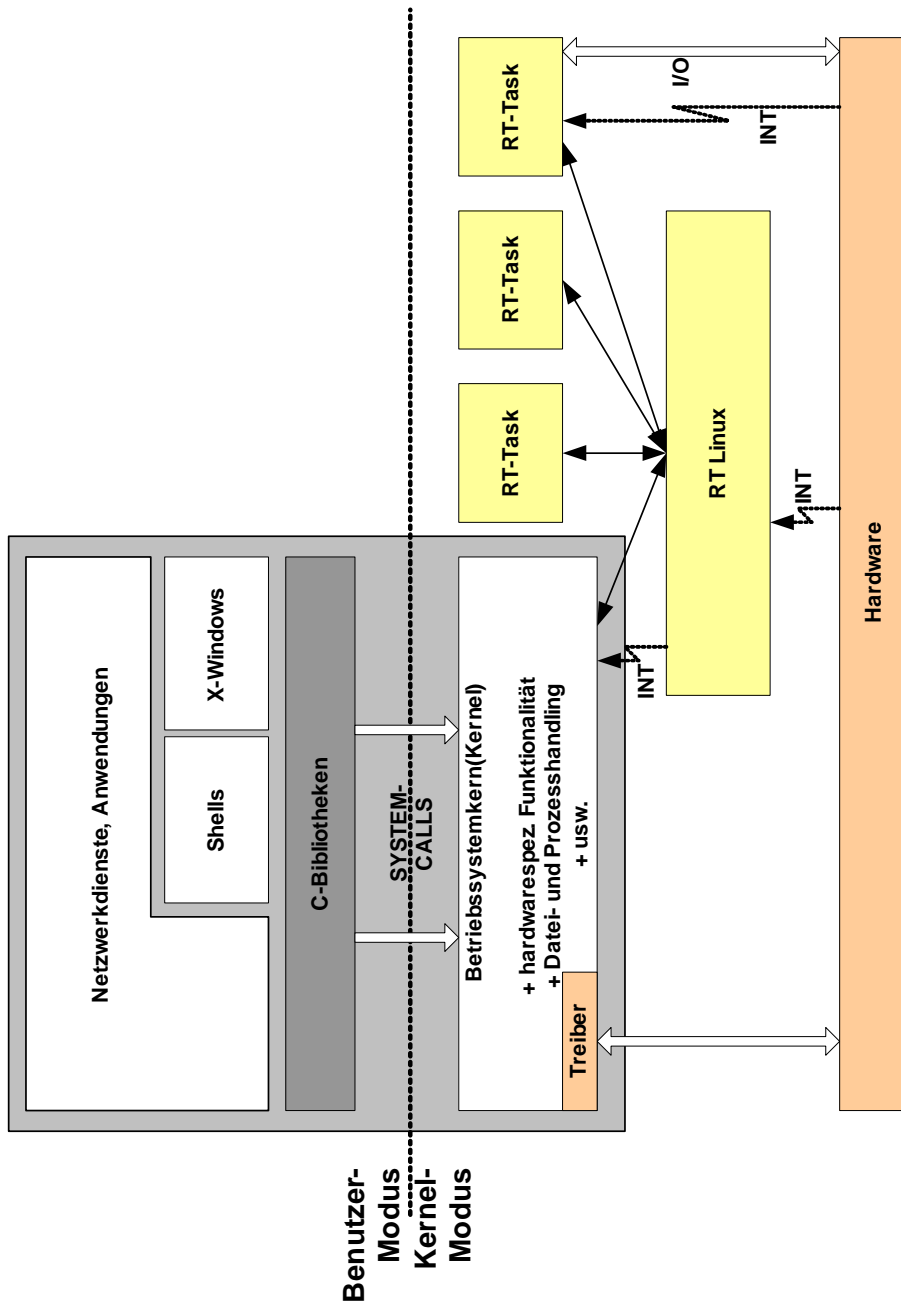 Netzwerkdienste, Anwendungen
Shells
X-Windows
C-Bibliotheken
Benutzer-
Modus
Kernel-
Modus
SYSTEM-
CALLS
Betriebssystemkern(Kernel)
+ hardwarespez. Funktionalität
+ Datei- und Prozesshandling
+ usw.
Treiber
RT-Task
RT-Task
RT-Task
INT
I/O
RT Linux
INT
INT
Hardware